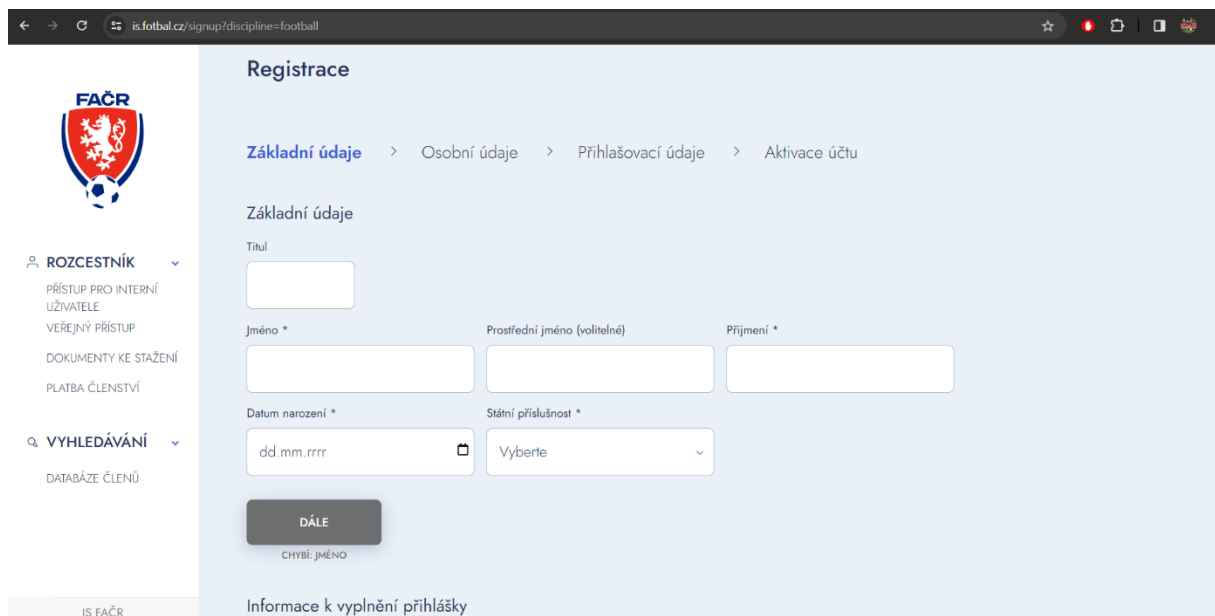 is.fotbal.cz/signup?discipline=football
FAČR
ROZCESTNÍK
PŘÍSTUP PRO INTERNÍ
UŽIVATELE
VEŘEJNÝ PŘÍSTUP
DOKUMENTY KE STAŽENÍ
PLATBA ČLENSTVÍ
VYHLEDÁVÁNÍ
DATABÁZE ČLENŮ
IS FAČR
Registrace
Základní údaje > Osobní údaje > Přihlašovací údaje > Aktivace účtu
Základní údaje
Titul
Jméno * Prostřední jméno (volitelné) Přijmení *
Datum narození * Státní příslušnost *
dd.mm.rrrr Vyberte
DÁLE
CHYBÍ: JMÉNO
Informace k vyplnění přihlášky